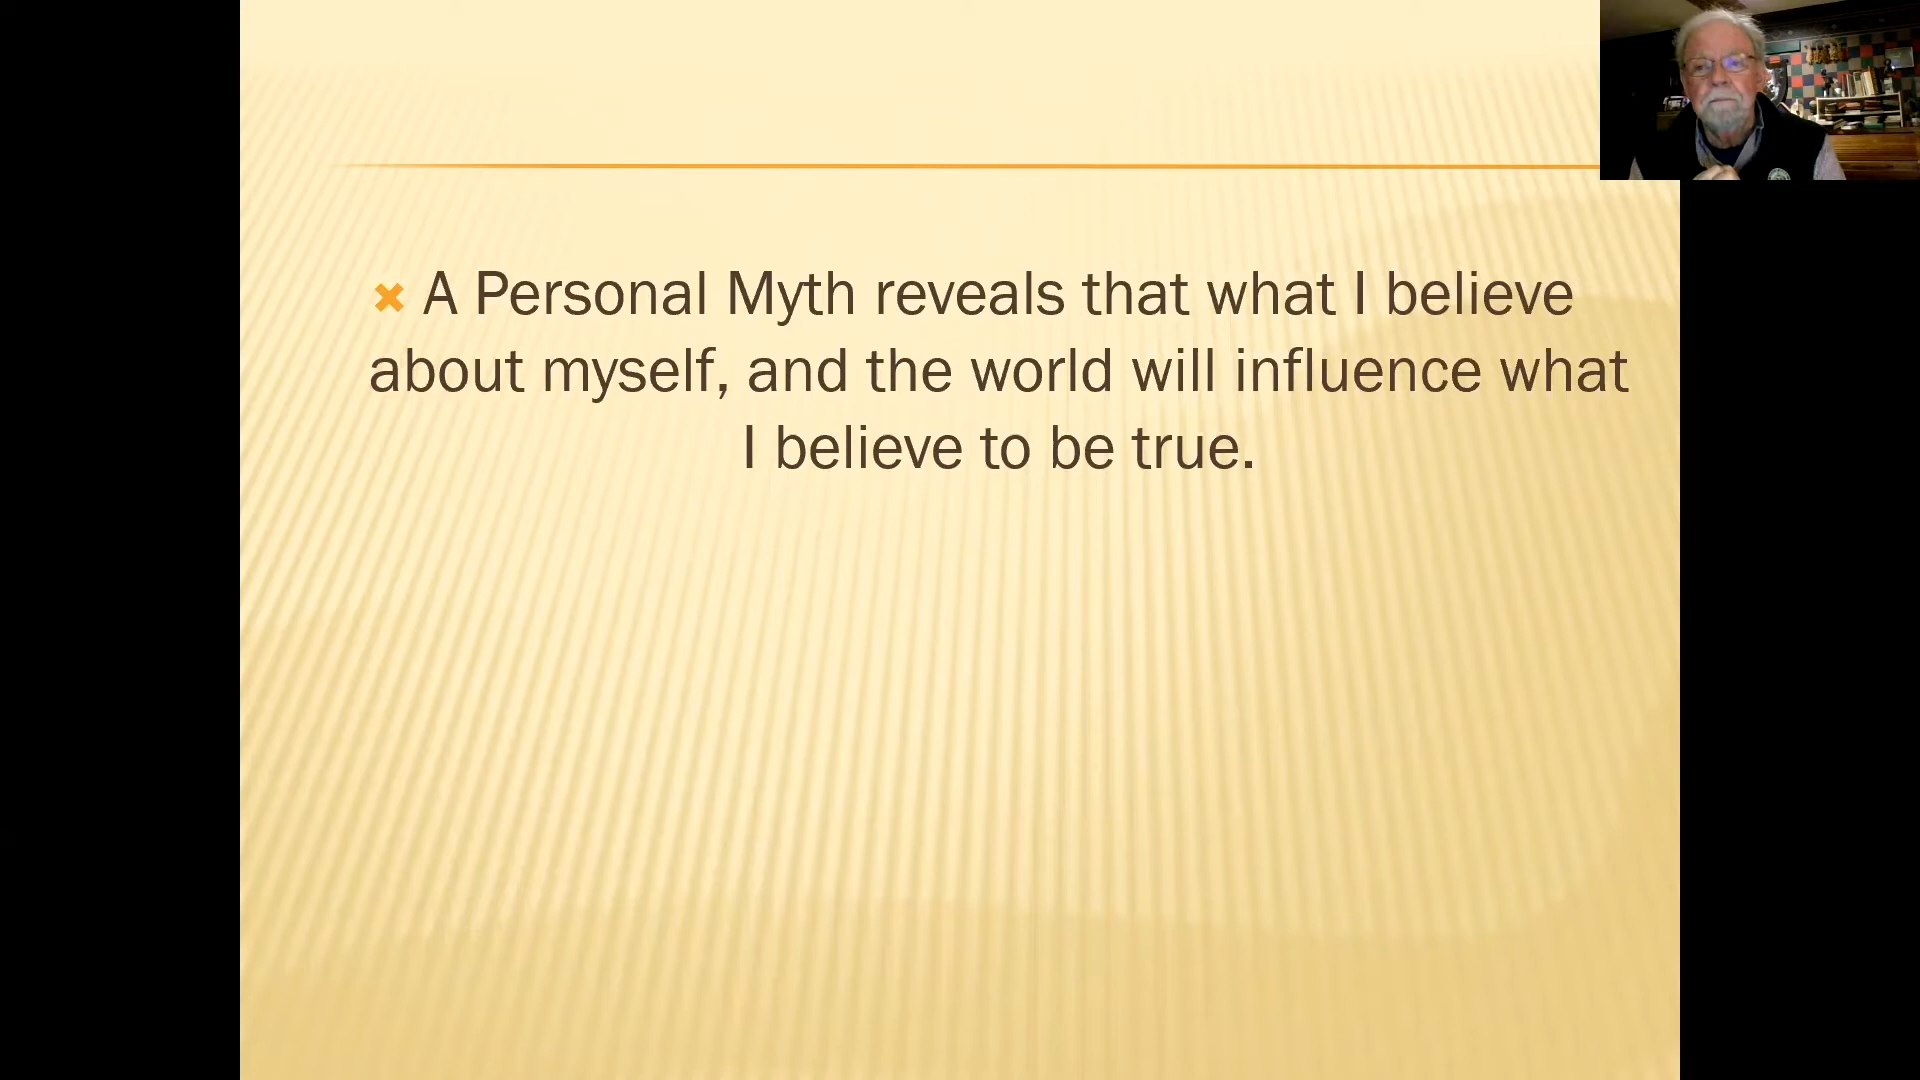 A Personal Myth reveals that what I believe
about myself, and the world will influence what
I believe to be true.